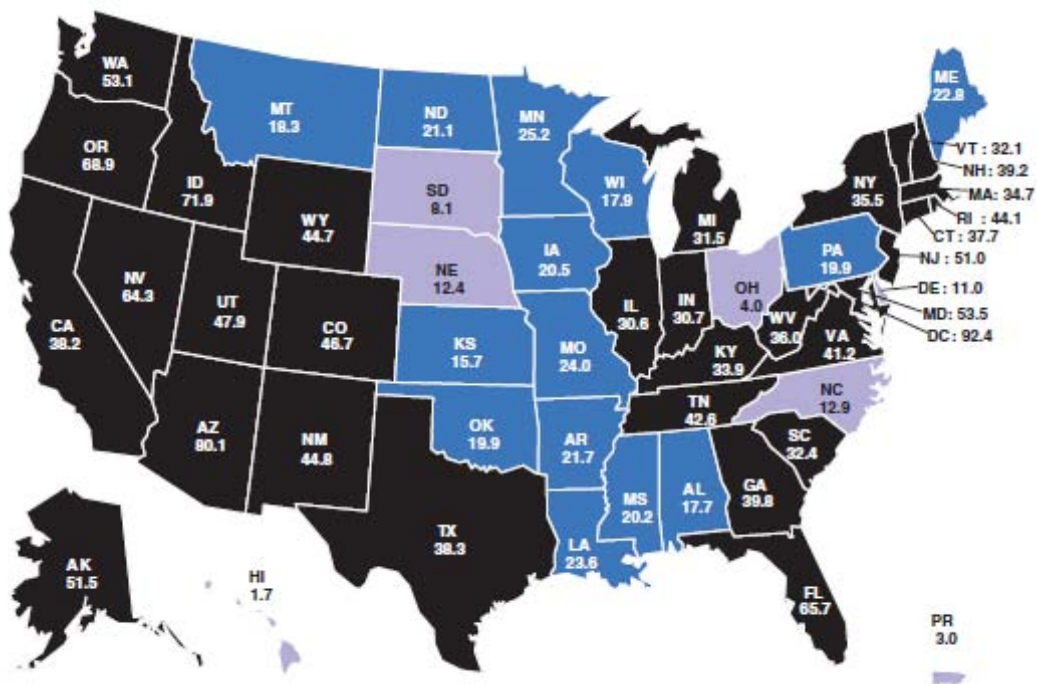 WA
53.1
MT
18.3
ND
21.1
MN
25.2
ME
22.8
OR
68.9
ID
71.9
SD
8.1
WI
17.9
NY
35.5
VT : 32.1
NH : 39.2
MA: 34.7
RI : 44.1
CT : 37.7
NJ : 51.0
DE : 11.0
MD : 53.5
DC : 92.4
WY
44.7
MI
31.5
IA
20.5
PA
19.9
NE
12.4
NV
64.3
UT
47.9
CO
46.7
IL
30.6
IN
30.7
OH
4.0
WV
36.0
VA
41.2
CA
38.2
KS
15.7
MO
24.0
KY
33.9
NC
12.9
TN
42.6
AZ
80.1
NM
44.8
OK
19.9
AR
21.7
SC
32.4
MS
20.2
AL
17.7
GA
39.8
TX
38.3
LA
23.6
AK
51.5
HI
1.7
FL
65.7
PR
3.0